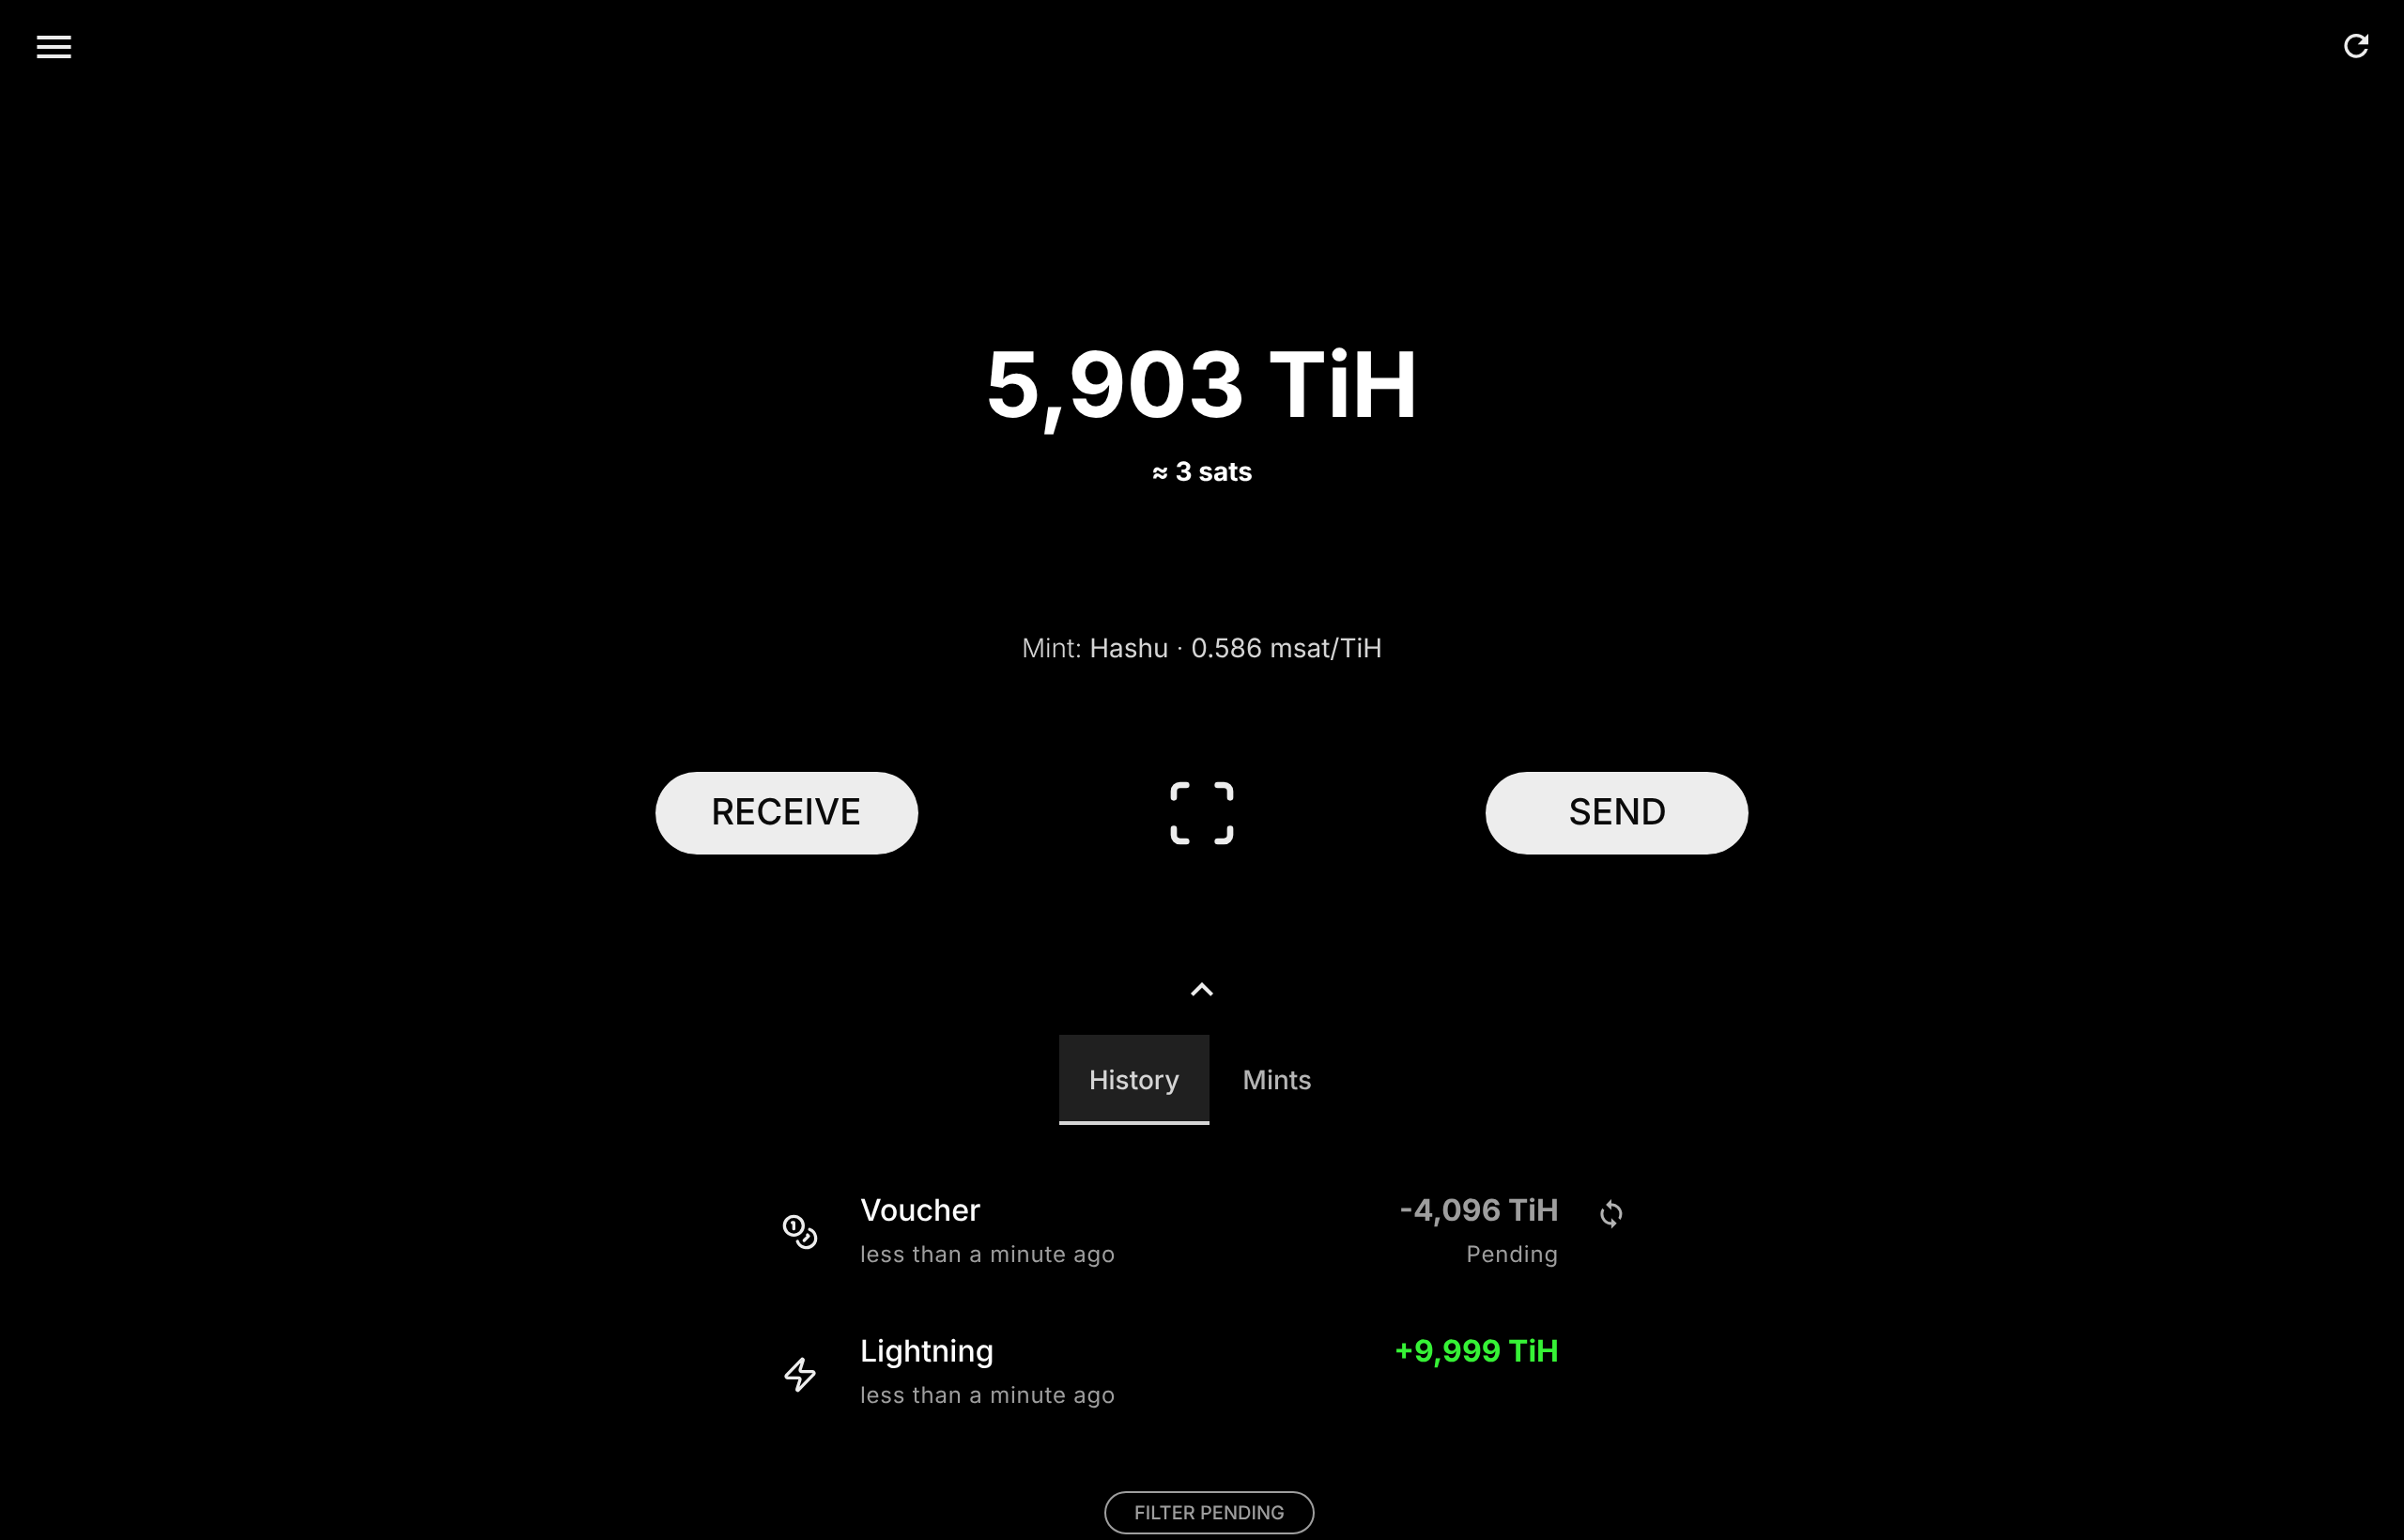 5,903 TiH
≈ 3 sats
Mint: Hashu · 0.586 msat/TiH
RECEIVE
SEND
History
Mints
Voucher
-4,096 TiH
less than a minute ago
Pending
Lightning
+9,999 TiH
less than a minute ago
FILTER PENDING